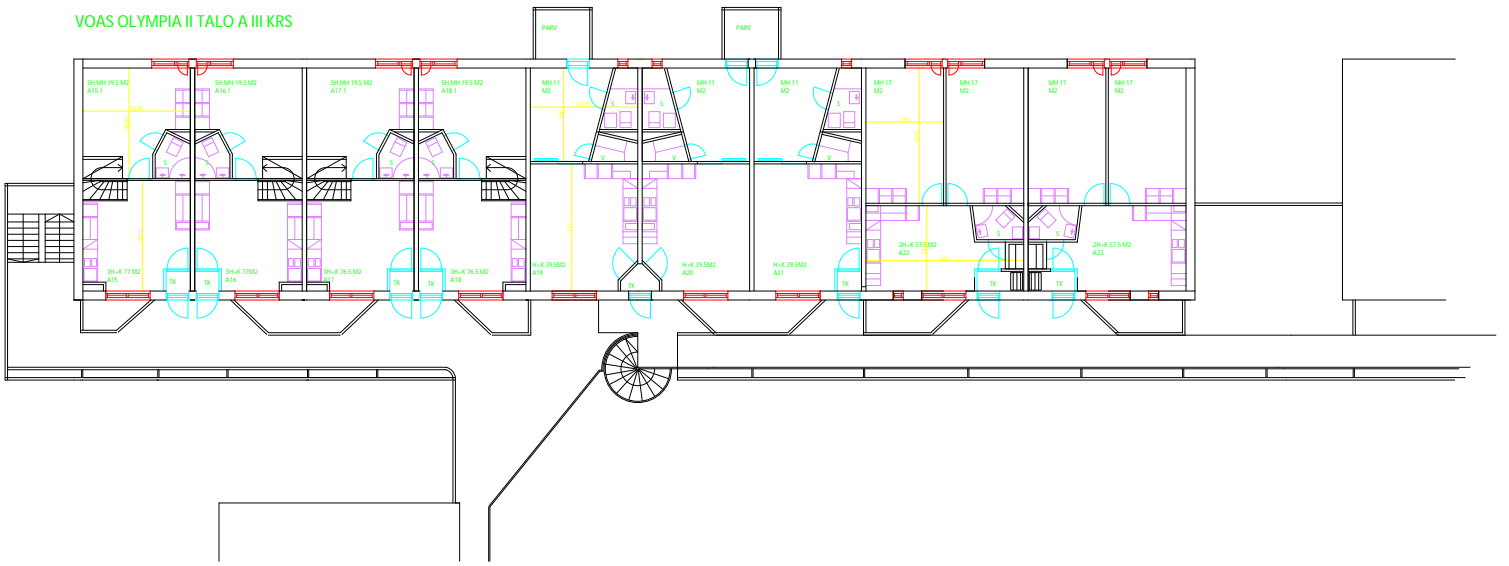 VOAS OLYMPIA II TALO A III KRS
PARV
PARV
SH.MH 19.5 M2
A15.1
SH.MH 19.5 M2
A16.1
SH.MH 19.5 M2
A17.1
SH.MH 19.5 M2
A18.1
MH 11
M2
MH 11
M2
MH 11
M2
MH 17
M2
MH 17
M2
MH 17
M2
MH 17
M2
S
S
S
S
S
S
S
V
V
V
S
S
3H+K 77 M2
A15
3H+K 77M2
A16
3H+K 76.5 M2
A17
3H+K 76.5 M2
A18
H+K 39.5M2
A19
H+K 39.5M2
A20
H+K 39.5M2
A21
2H+K 57.5 M2
A22
2H+K 57.5 M2
A23
TK
TK
TK
TK
TK
TK
TK
TK